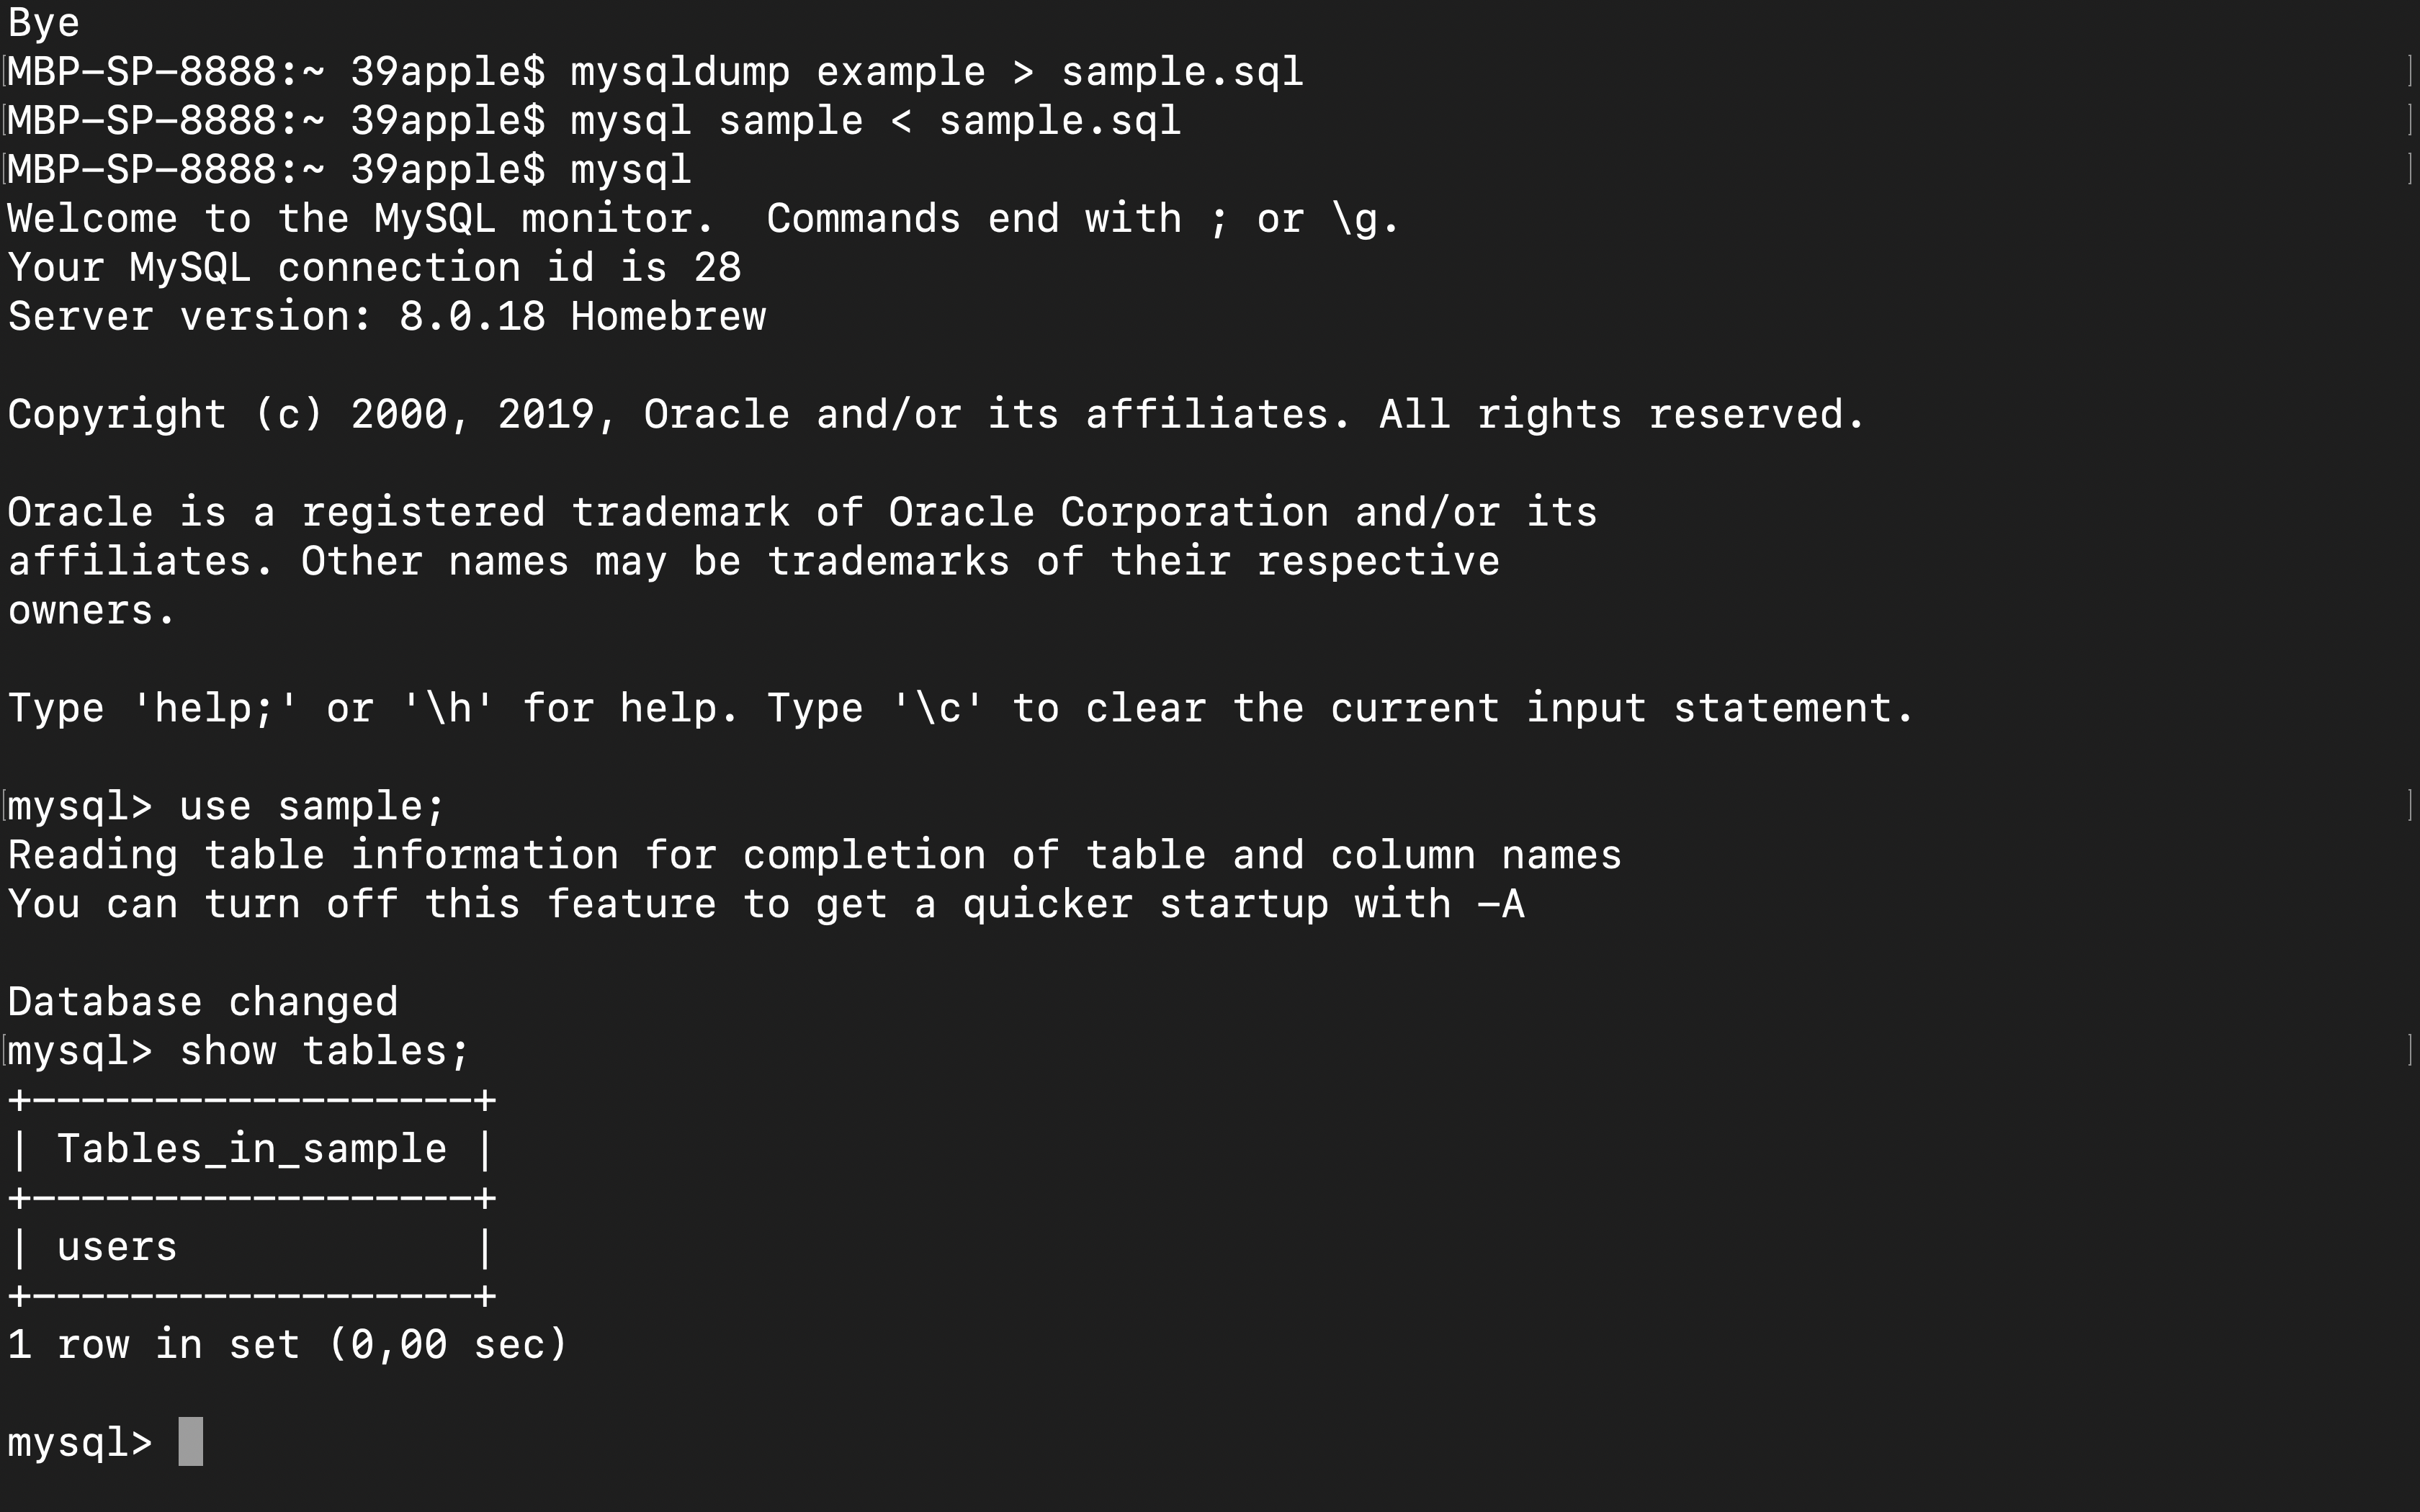 Bye
MBP-SP-8888:~ 39apple$ mysqldump example > sample.sql
MBP-SP-8888:~ 39apple$ mysql sample < sample.sql
MBP-SP-8888:~ 39apple$ mysql
Welcome to the MySQL monitor.  Commands end with ; or \g.
Your MySQL connection id is 28
Server version: 8.0.18 Homebrew

Copyright (c) 2000, 2019, Oracle and/or its affiliates. All rights reserved.

Oracle is a registered trademark of Oracle Corporation and/or its
affiliates. Other names may be trademarks of their respective
owners.

Type 'help;' or '\h' for help. Type '\c' to clear the current input statement.

mysql> use sample;
Reading table information for completion of table and column names
You can turn off this feature to get a quicker startup with -A

Database changed
mysql> show tables;
+------------------+
| Tables_in_sample |
+------------------+
| users            |
+------------------+
1 row in set (0,00 sec)

mysql>